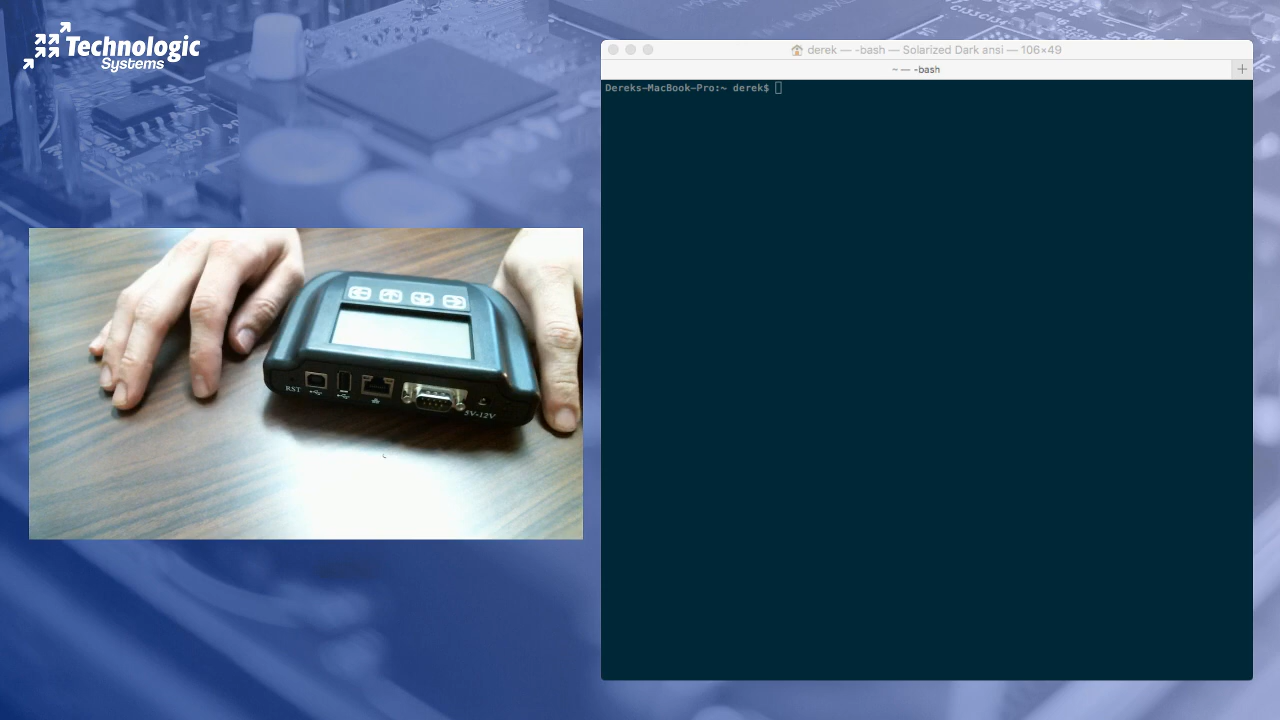 Technologic
Systems
derek — -bash — Solarized Dark ansi — 106×49
~ — -bash
Dereks-MacBook-Pro:~ derek$
RST
5V-12V